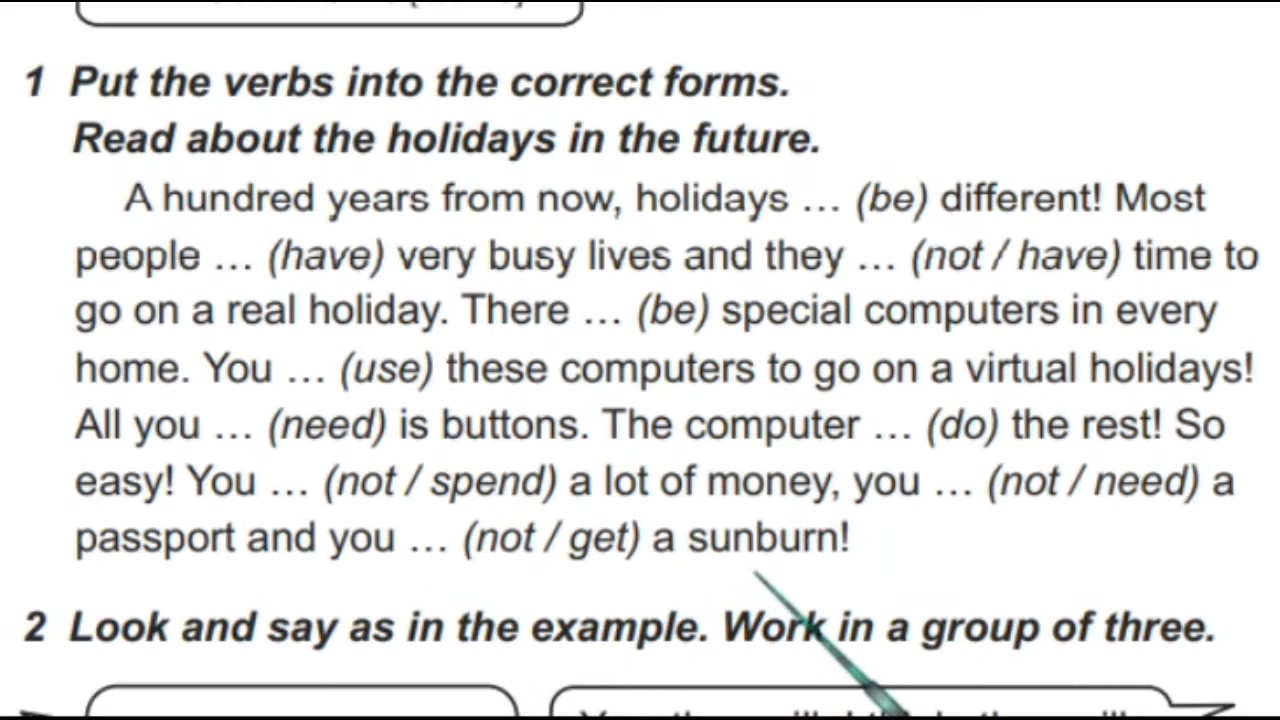 1 Put the verbs into the correct forms.
Read about the holidays in the future.
A hundred years from now, holidays … (be) different! Most
people … (have) very busy lives and they … (not / have) time to
go on a real holiday. There … (be) special computers in every
home. You … (use) these computers to go on a virtual holidays!
All you … (need) is buttons. The computer … (do) the rest! So
easy! You … (not / spend) a lot of money, you … (not / need) a
passport and you … (not / get) a sunburn!
2 Look and say as in the example. Work in a group of three.